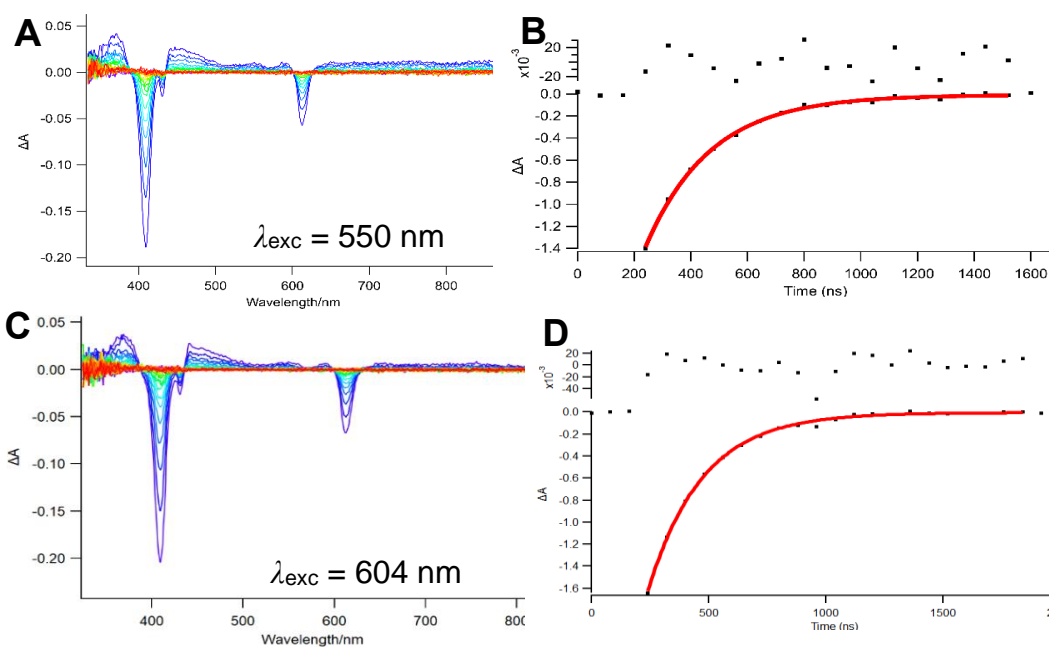 A
0.05
0.00
-0.05
-0.10
-0.15
-0.20
ΔA
400 500 600 700 800
Wavelength/nm
λexc = 550 nm
B
20
-20
x10⁻³
0.0
-0.2
-0.4
-0.6
-0.8
-1.0
-1.2
-1.4
ΔA
0 200 400 600 800 1000 1200 1400 1600
Time (ns)
C
0.05
0.00
-0.05
-0.10
-0.15
-0.20
ΔA
400 500 600 700 800
Wavelength/nm
λexc = 604 nm
D
20
0
-20
-40
x10⁻³
0.0
-0.2
-0.4
-0.6
-0.8
-1.0
-1.2
-1.4
-1.6
ΔA
0 500 1000 1500 2
Time (ns)